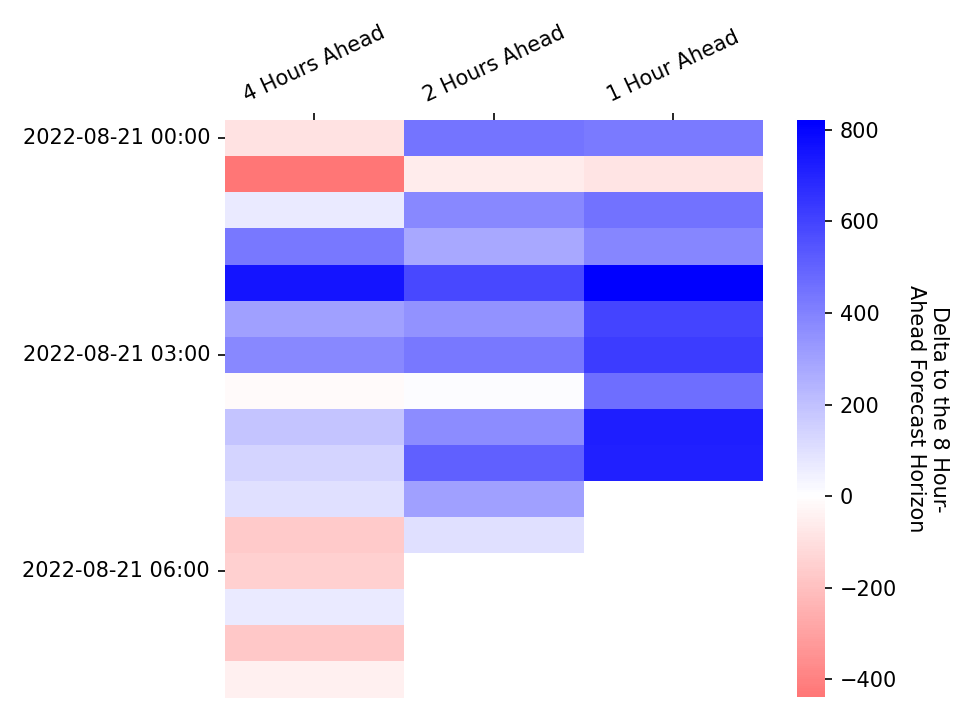 4 Hours Ahead
2 Hours Ahead
1 Hour Ahead
2022-08-21 00:00
2022-08-21 03:00
2022-08-21 06:00
800
600
400
200
0
−200
−400
Delta to the 8 Hour-
Ahead Forecast Horizon